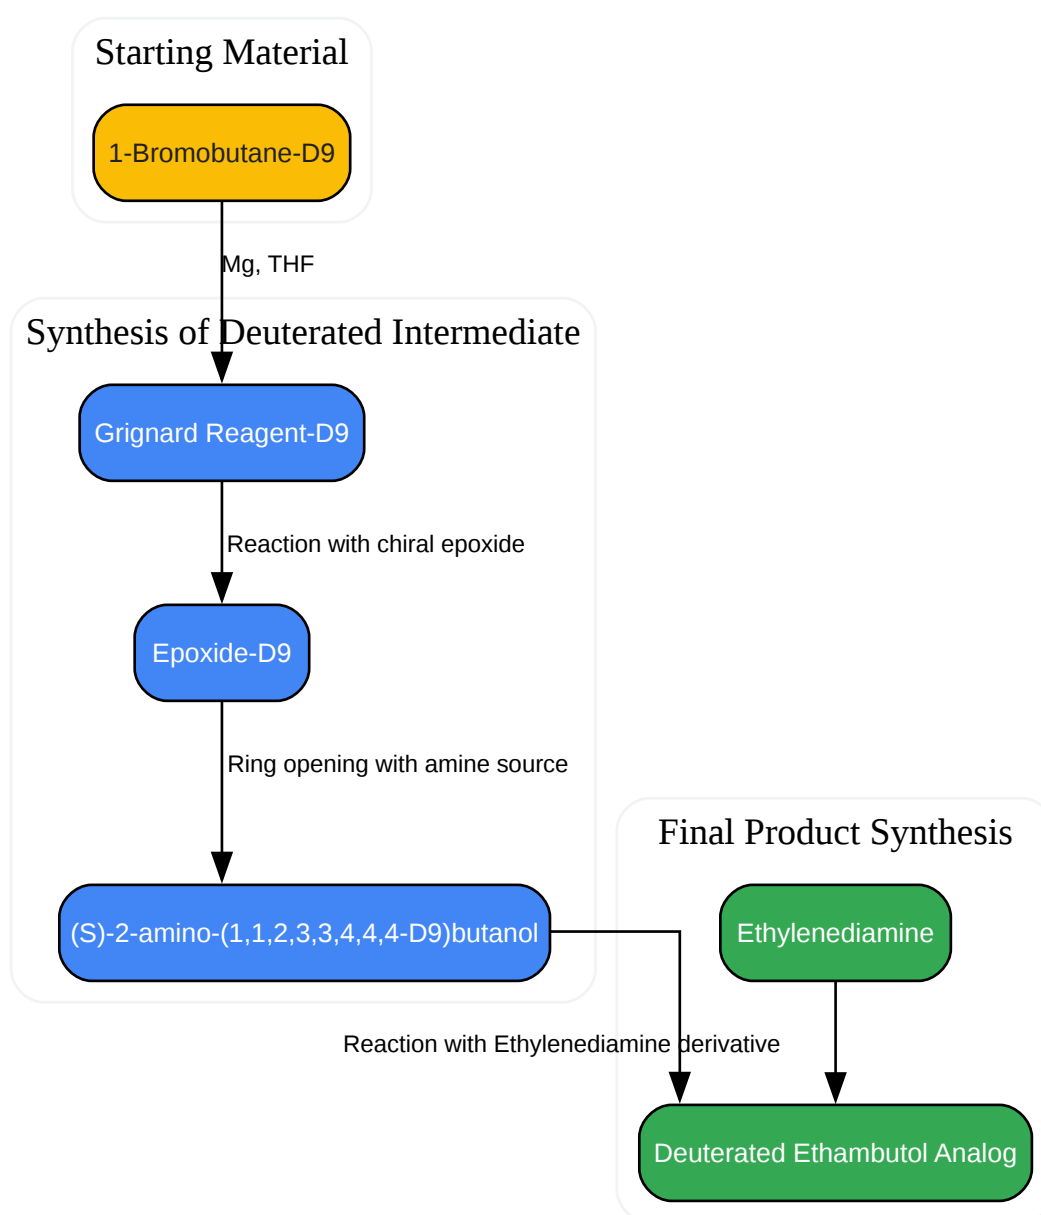 Starting Material
1-Bromobutane-D9
Mg, THF
Synthesis of Deuterated Intermediate
Grignard Reagent-D9
Reaction with chiral epoxide
Epoxide-D9
Ring opening with amine source
(S)-2-amino-(1,1,2,3,3,4,4,4-D9)butanol
Final Product Synthesis
Ethylenediamine
Reaction with Ethylenediamine derivative
Deuterated Ethambutol Analog